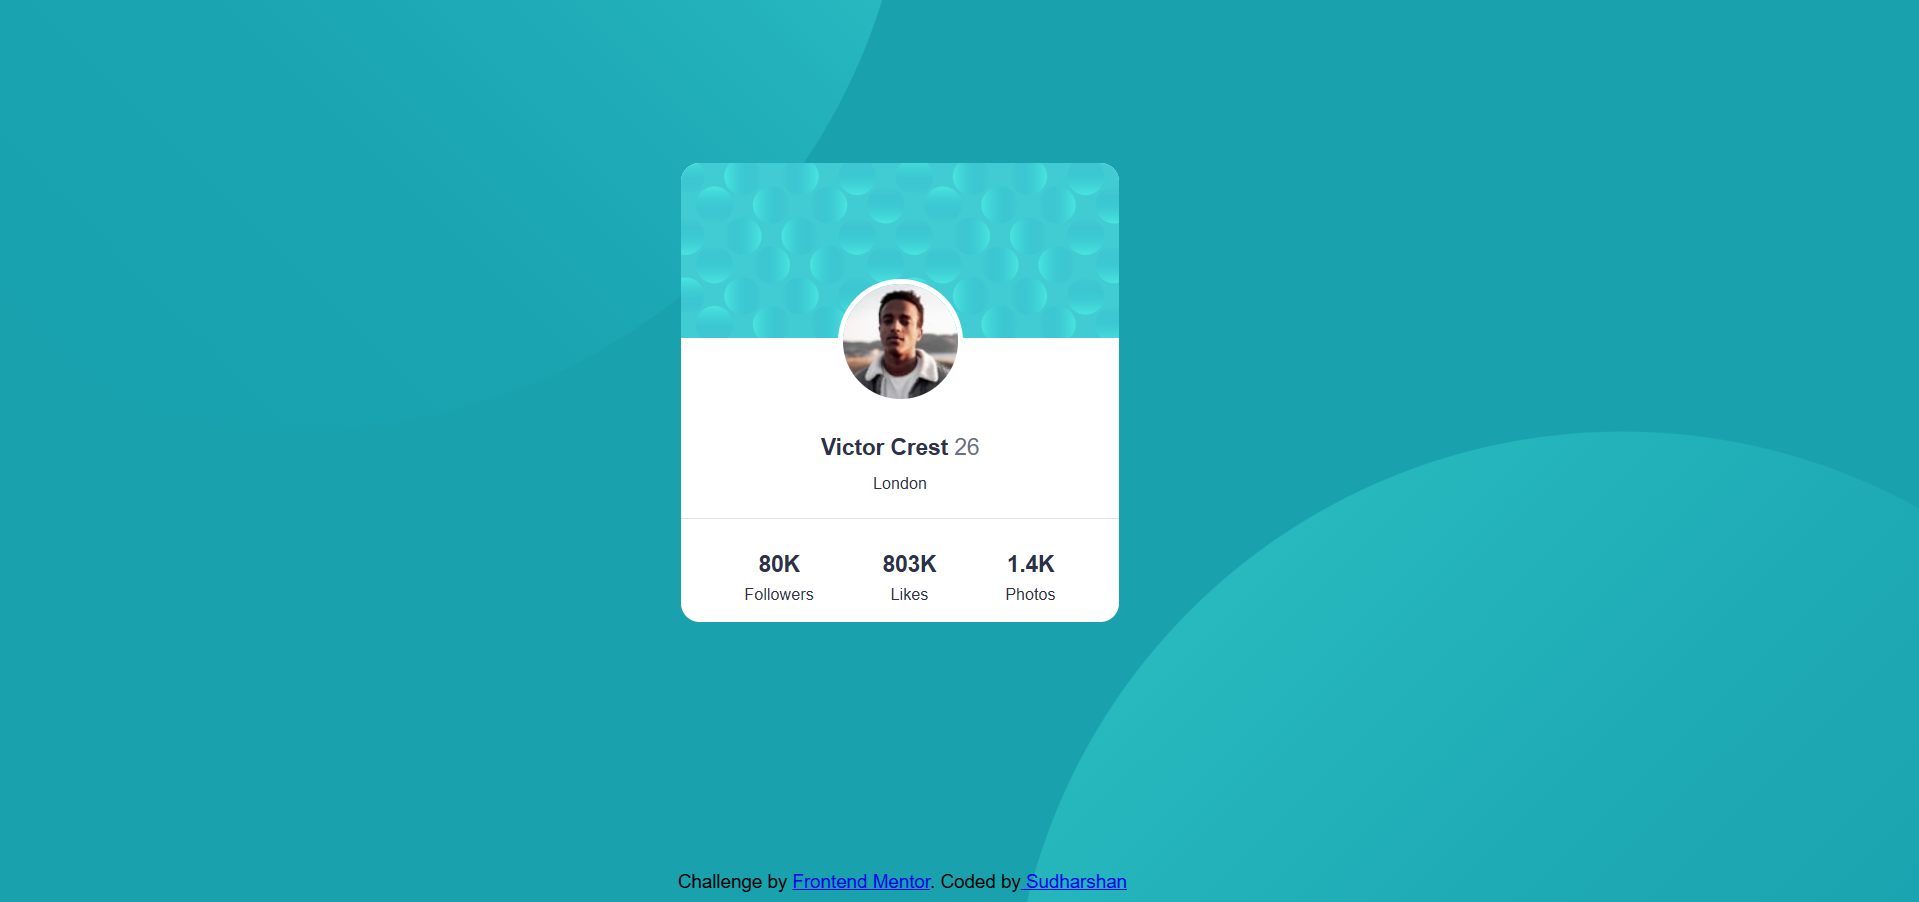 Victor Crest 26
London
80K 803K 1.4K
Followers Likes Photos
Challenge by Frontend Mentor. Coded by Sudharshan